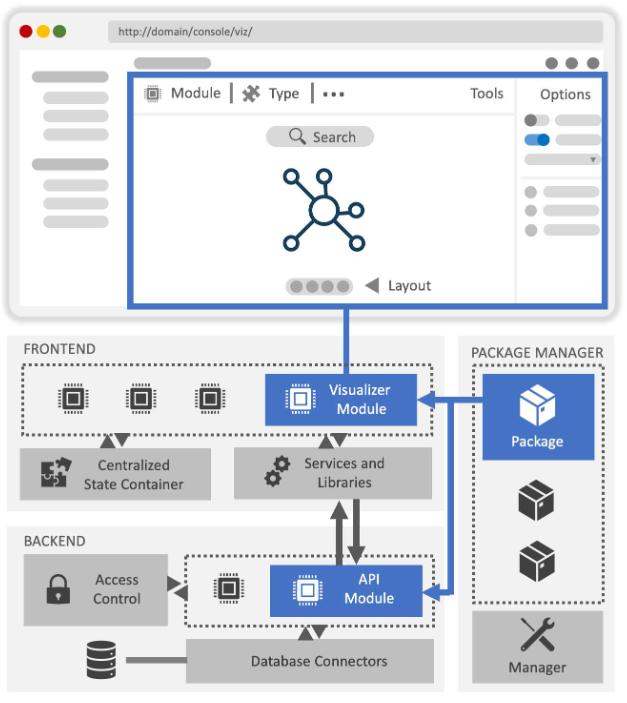 http://domain/console/viz/
Module | Type | ••• Tools Options
Search
Layout
FRONTEND
Visualizer
Module
Centralized
State Container
Services and
Libraries
PACKAGE MANAGER
Package
Manager
BACKEND
Access
Control
API
Module
Database Connectors